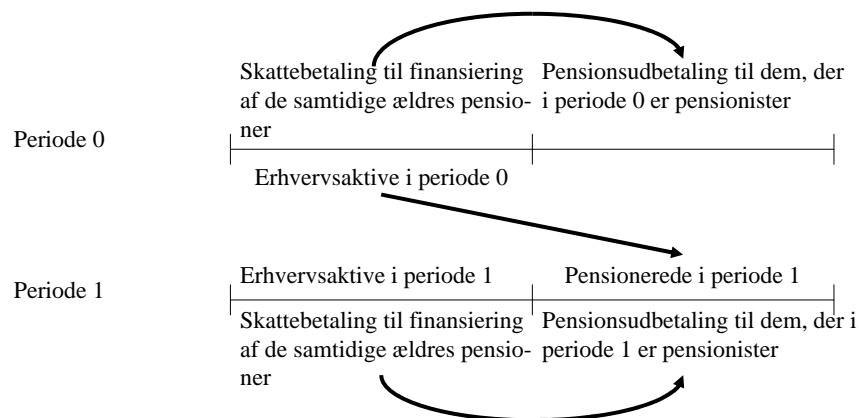 Skattebetaling til finansiering
af de samtidige ældres pensio-
ner
Pensionsudbetaling til dem, der
i periode 0 er pensionister
Periode 0
Erhvervsaktive i periode 0
Erhvervsaktive i periode 1
Pensionerede i periode 1
Periode 1
Skattebetaling til finansiering
af de samtidige ældres pensio-
ner
Pensionsudbetaling til dem, der i
periode 1 er pensionister